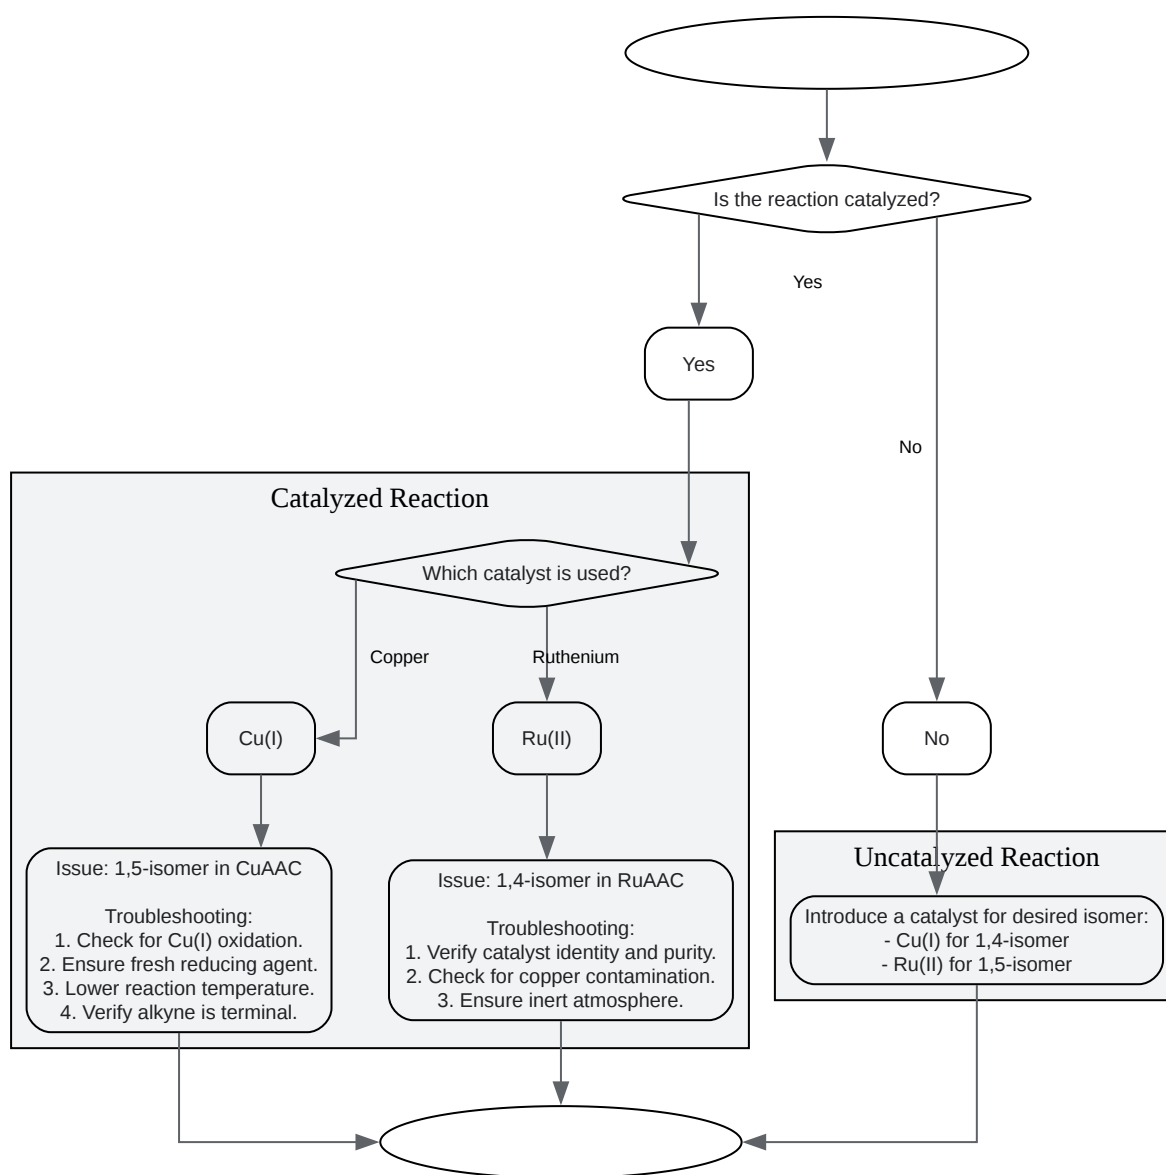 Is the reaction catalyzed?
Yes
Yes
No
Catalyzed Reaction
Which catalyst is used?
Copper
Ruthenium
Cu(I)
Ru(II)
No
Issue: 1,5-isomer in CuAAC
Troubleshooting:
1. Check for Cu(I) oxidation.
2. Ensure fresh reducing agent.
3. Lower reaction temperature.
4. Verify alkyne is terminal.
Issue: 1,4-isomer in RuAAC
Troubleshooting:
1. Verify catalyst identity and purity.
2. Check for copper contamination.
3. Ensure inert atmosphere.
Uncatalyzed Reaction
Introduce a catalyst for desired isomer:
- Cu(I) for 1,4-isomer
- Ru(II) for 1,5-isomer